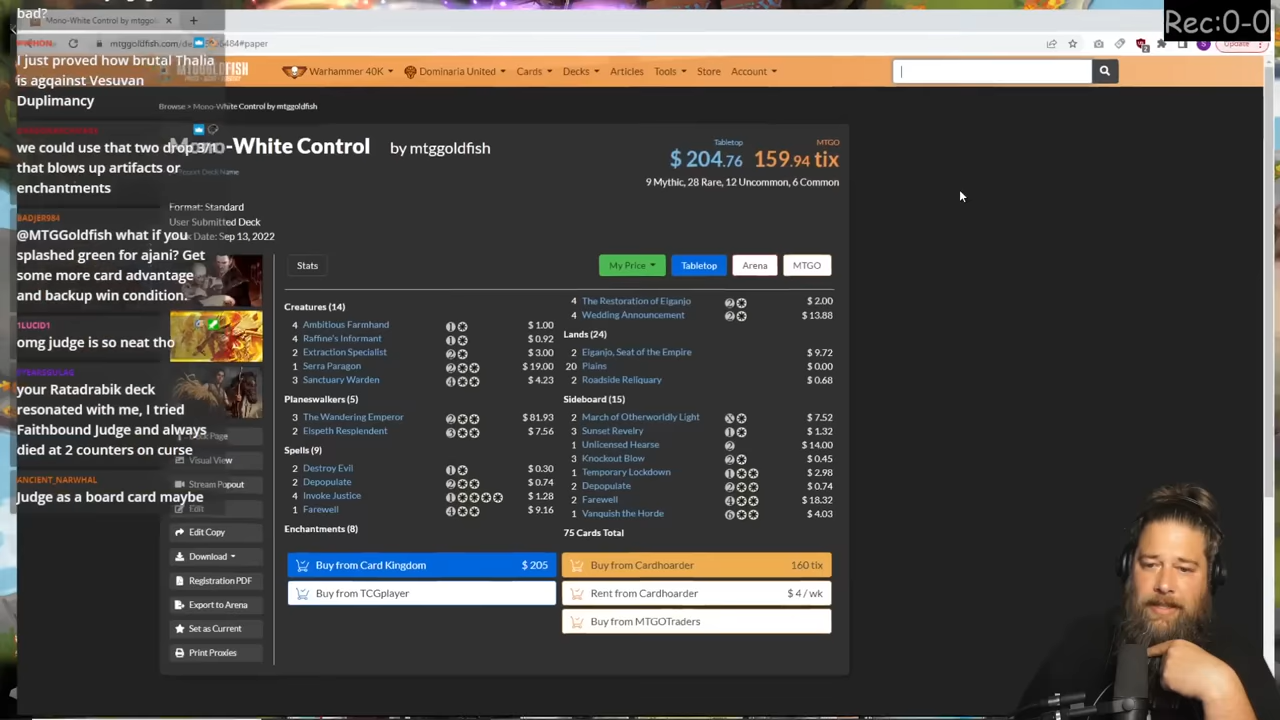 bad?
Mono-White Control by mtggoldfish
Rec:0-0
Update
Warhammer 40K
Dominaria United
Cards
Decks
Articles
Tools
Store
Account
I just proved how brutal Thalia
is agqainst Vesuvan
Duplimancy
we could use that two drop 3/1
that blows up artifacts or
enchantments
BADJER984
@MTGGoldfish what if you
splashed green for ajani? Get
some more card advantage
and backup win condition.
1LUCID1
omg judge is so neat tho
your Ratadrabik deck
resonated with me, I tried
Faithbound Judge and always
died at 2 counters on curse
ANCIENT_NARWHAL
Judge as a board card maybe
Browse > Mono-White Control by mtggoldfish
Mono-White Control by mtggoldfish
Tabletop
$ 204.76
MTGO
159.94 tix
9 Mythic, 28 Rare, 12 Uncommon, 6 Common
Format: Standard
User Submitted Deck
Date: Sep 13, 2022
Stats
My Price
Tabletop
Arena
MTGO
Creatures (14)
4 Ambitious Farmhand $ 1.00
4 Raffine's Informant $ 0.92
2 Extraction Specialist $ 3.00
1 Serra Paragon $ 19.00
3 Sanctuary Warden $ 4.23
Planeswalkers (5)
3 The Wandering Emperor $ 81.93
2 Elspeth Resplendent $ 7.56
Spells (9)
2 Destroy Evil $ 0.30
2 Depopulate $ 0.74
4 Invoke Justice $ 1.28
1 Farewell $ 9.16
Enchantments (8)
4 The Restoration of Eiganjo $ 2.00
4 Wedding Announcement $ 13.88
Lands (24)
2 Eiganjo, Seat of the Empire $ 9.72
20 Plains $ 0.00
2 Roadside Reliquary $ 0.68
Sideboard (15)
2 March of Otherworldly Light $ 7.52
3 Sunset Revelry $ 1.32
1 Unlicensed Hearse $ 14.00
3 Knockout Blow $ 0.45
1 Temporary Lockdown $ 2.98
2 Depopulate $ 0.74
2 Farewell $ 18.32
1 Vanquish the Horde $ 4.03
75 Cards Total
Visual View
Stream Popout
Edit
Edit Copy
Download
Registration PDF
Export to Arena
Set as Current
Print Proxies
Buy from Card Kingdom $ 205
Buy from TCGplayer
Buy from Cardhoarder 160 tix
Rent from Cardhoarder $ 4 / wk
Buy from MTGOTraders